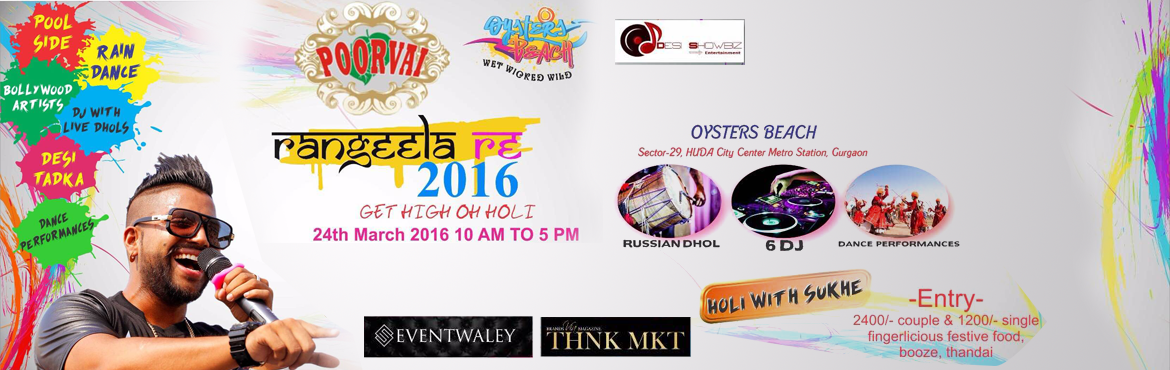 POOL
SIDE
RAIN
DANCE
BOLLYWOOD
ARTISTS
DJ WITH
LIVE DHOLS
DESI
TADKA
DANCE
PERFORMANCES
POORVAI
OYSTERS
BEACH
WET WICKED WILD
DESI SHOWBIZ
Entertainment
rangeela re
2016
GET HIGH OH HOLI
24th March 2016 10 AM TO 5 PM
OYSTERS BEACH
Sector-29, HUDA City Center Metro Station, Gurgaon
RUSSIAN DHOL
6 DJ
DANCE PERFORMANCES
HOLI WITH SUKHE
-Entry-
2400/- couple & 1200/- single
fingerlicious festive food,
booze, thandai
EVENTWALEY
MAGAZINE
THNK MKT